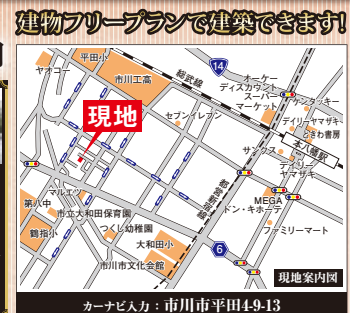 建物フリープランで建築できます!
平田小
ヤオコー
市川工高
総武線
14
オーケー
ディスカウント
スーパー
マーケット
ケンタッキー
セブンイレブン
デイリーヤマザキ
ときわ書房
現地
サンクス
本八幡駅
デイリー
ヤマザキ
都営新宿線
マルエツ
第八中
市立大和田保育園
MEGA
ドン・キホーテ
つくし幼稚園
ファミリーマート
鶴指小
大和田小
6
市川市文化会館
現地案内図
カーナビ入力:市川市平田4-9-13